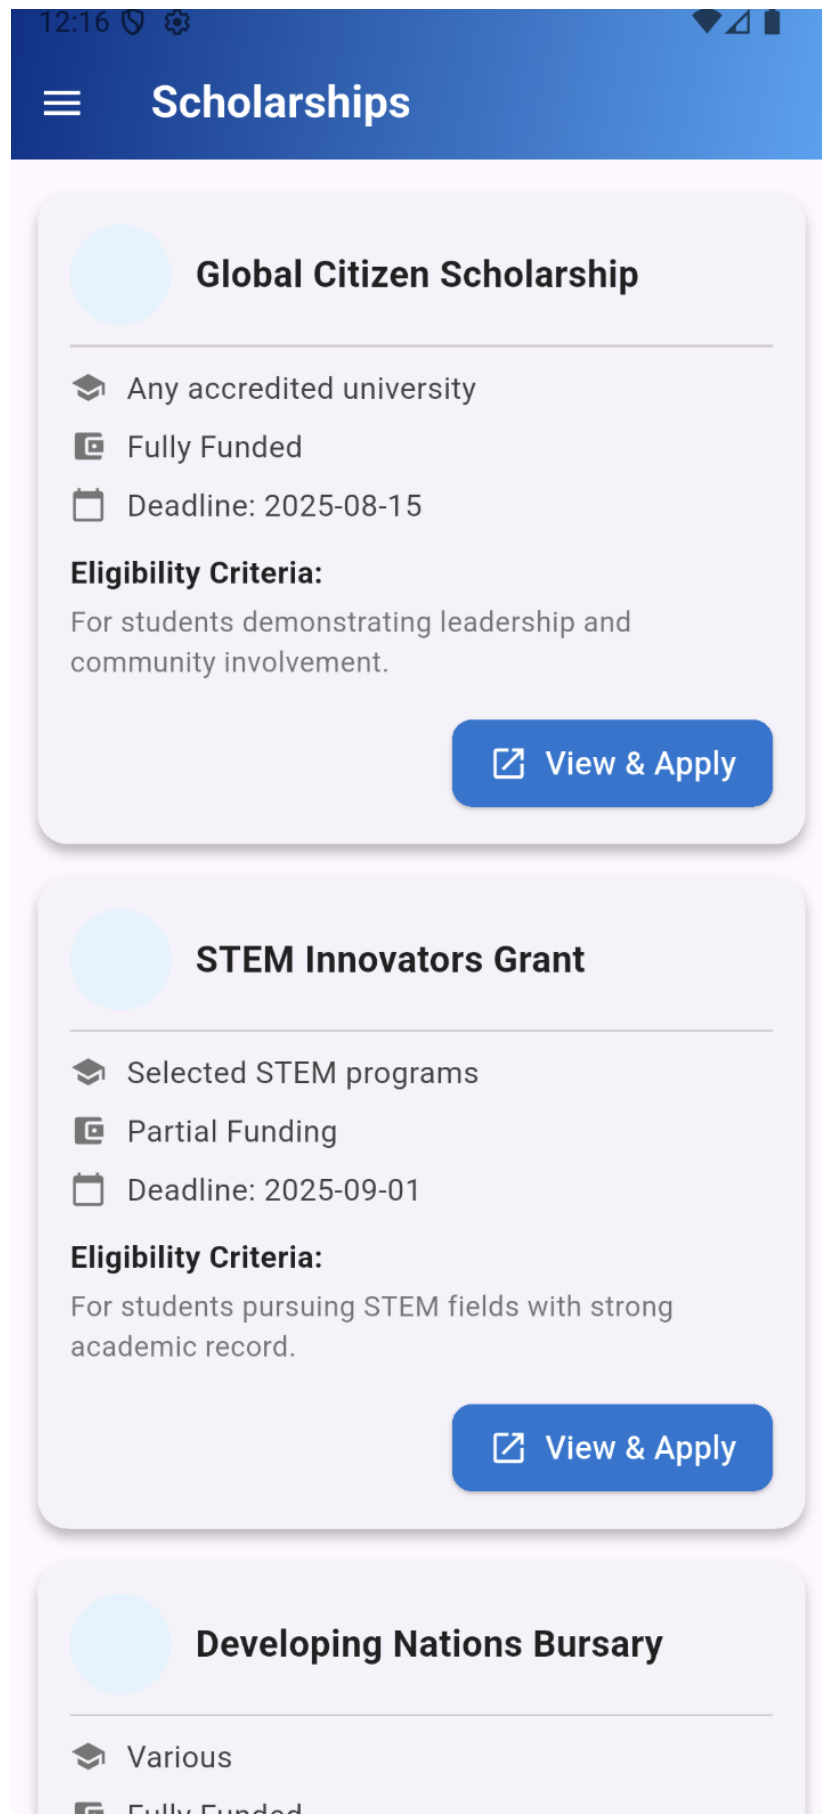 12:16
Scholarships
Global Citizen Scholarship
Any accredited university
Fully Funded
Deadline: 2025-08-15
Eligibility Criteria:
For students demonstrating leadership and
community involvement.
View & Apply
STEM Innovators Grant
Selected STEM programs
Partial Funding
Deadline: 2025-09-01
Eligibility Criteria:
For students pursuing STEM fields with strong
academic record.
View & Apply
Developing Nations Bursary
Various
Fully Funded